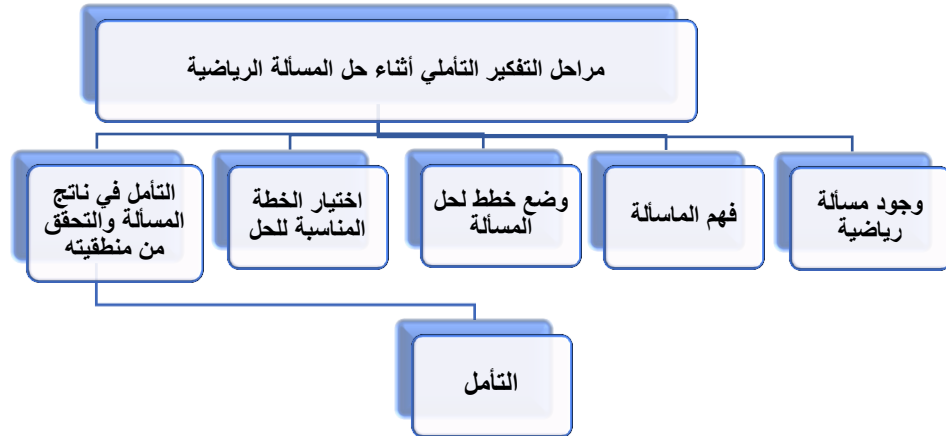 مراحل التفكير التأملي أثناء حل المسألة الرياضية
وجود مسألة
رياضية
فهم الماسألة
وضع خطط لحل
المسألة
اختيار الخطة
المناسبة للحل
التأمل في ناتج
المسألة والتحقق
من منطقيته
التأمل